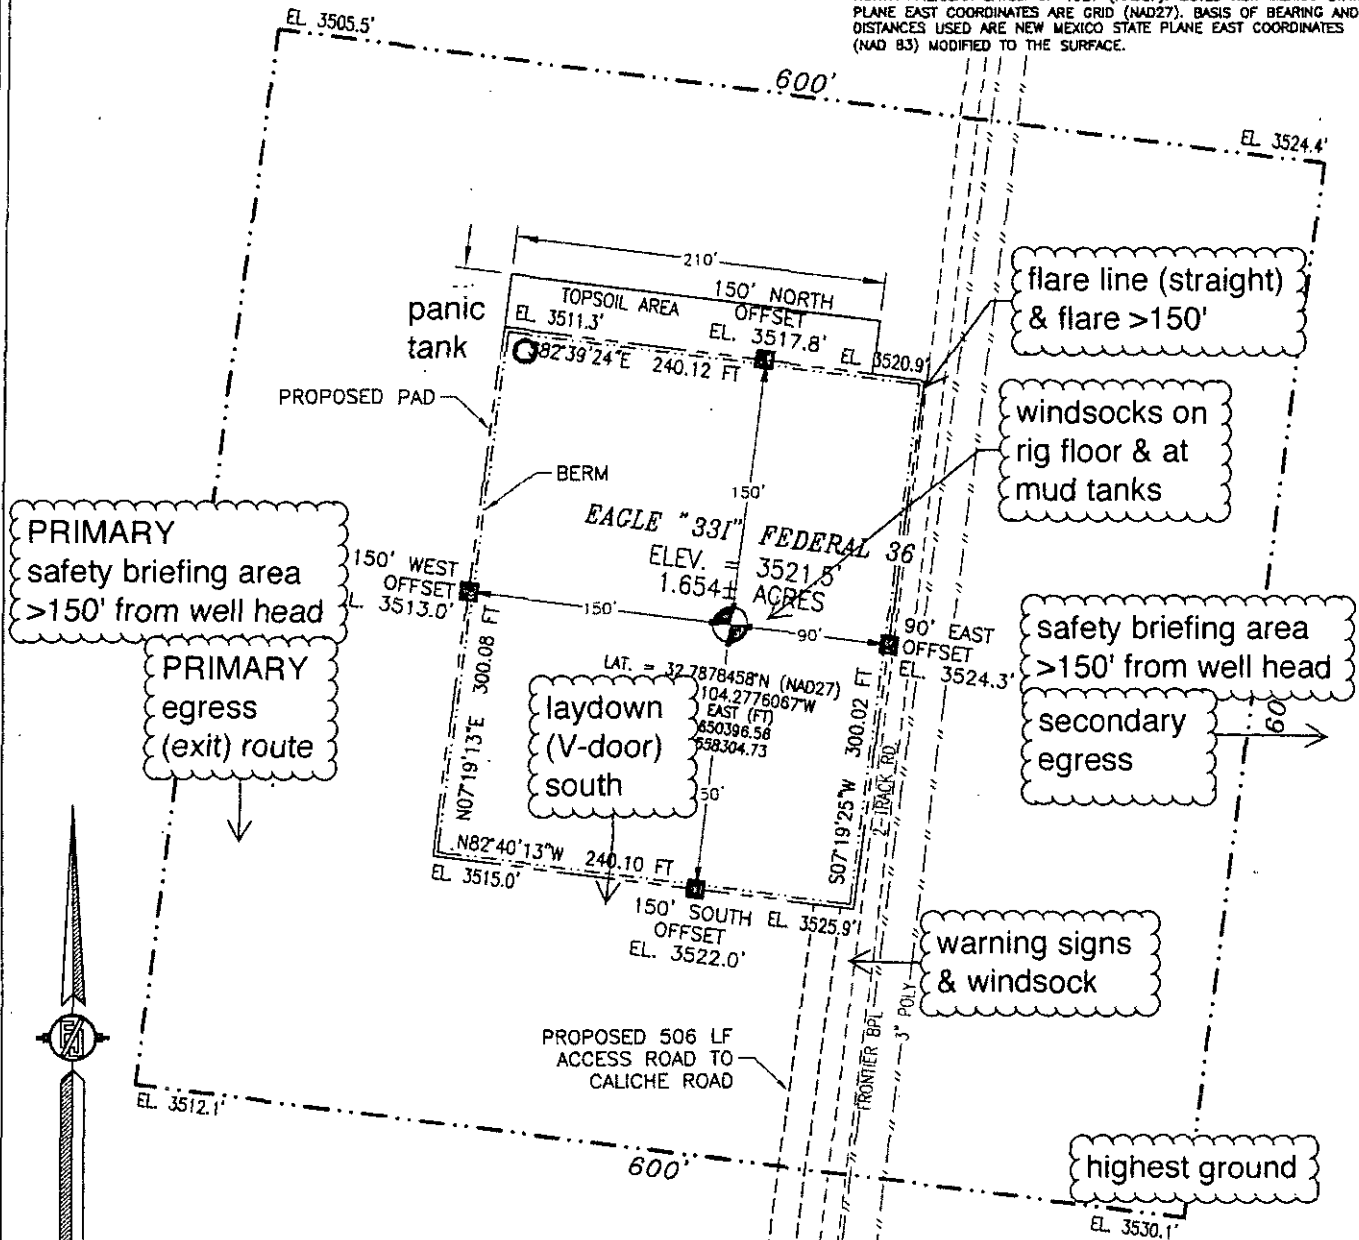 PLANE EAST COORDINATES ARE GRID (NAD27). BASIS OF BEARING AND
DISTANCES USED ARE NEW MEXICO STATE PLANE EAST COORDINATES
(NAD 83) MODIFIED TO THE SURFACE.
EL. 3505.5'
600'
EL. 3524.4'
210'
TOPSOIL AREA
150' NORTH
OFFSET
EL. 3517.8'
EL. 3511.3'
EL. 3520.9'
panic
tank
S82°39'24"E 240.12 FT
flare line (straight)
& flare >150'
PROPOSED PAD
BERM
windsocks on
rig floor & at
mud tanks
150'
EAGLE "33I" FEDERAL 36
ELEV. = 3521.5'
1.654± ACRES
PRIMARY
safety briefing area
>150' from well head
150' WEST
OFFSET
L. 3513.0'
150'
90'
90' EAST
OFFSET
EL. 3524.3'
safety briefing area
>150' from well head
PRIMARY
egress
(exit) route
LAT. = 32.7878458°N (NAD27)
104.2776067°W
EAST (FT)
650396.58
658304.73
laydown
(V-door)
south
secondary
egress
60
N07°19'13"E 300.08 FT
50'
S07°19'25"W 300.02 FT
2-TRACK RD
N82°40'13"W 240.10 FT
EL. 3515.0'
150' SOUTH
OFFSET
EL. 3522.0'
EL. 3525.9'
warning signs
& windsock
FRONTIER BPL
3" POLY
PROPOSED 506 LF
ACCESS ROAD TO
CALICHE ROAD
EL. 3512.1'
600'
highest ground
EL. 3530.1'